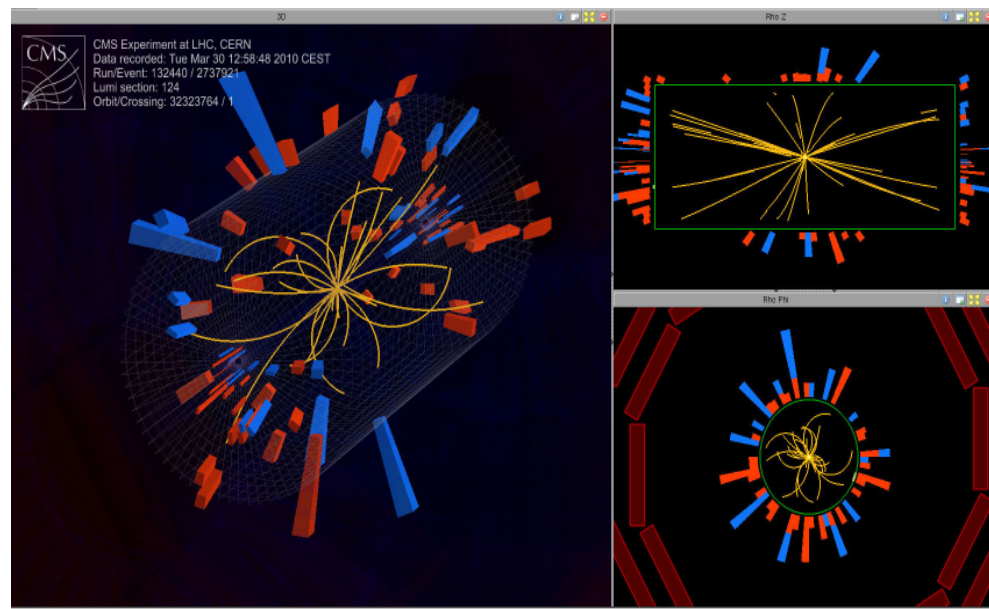 3D
CMS
CMS Experiment at LHC, CERN
Data recorded: Tue Mar 30 12:58:48 2010 CEST
Run/Event: 132440 / 2737921
Lumi section: 124
Orbit/Crossing: 32323764 / 1
Rho Z
Rho Phi